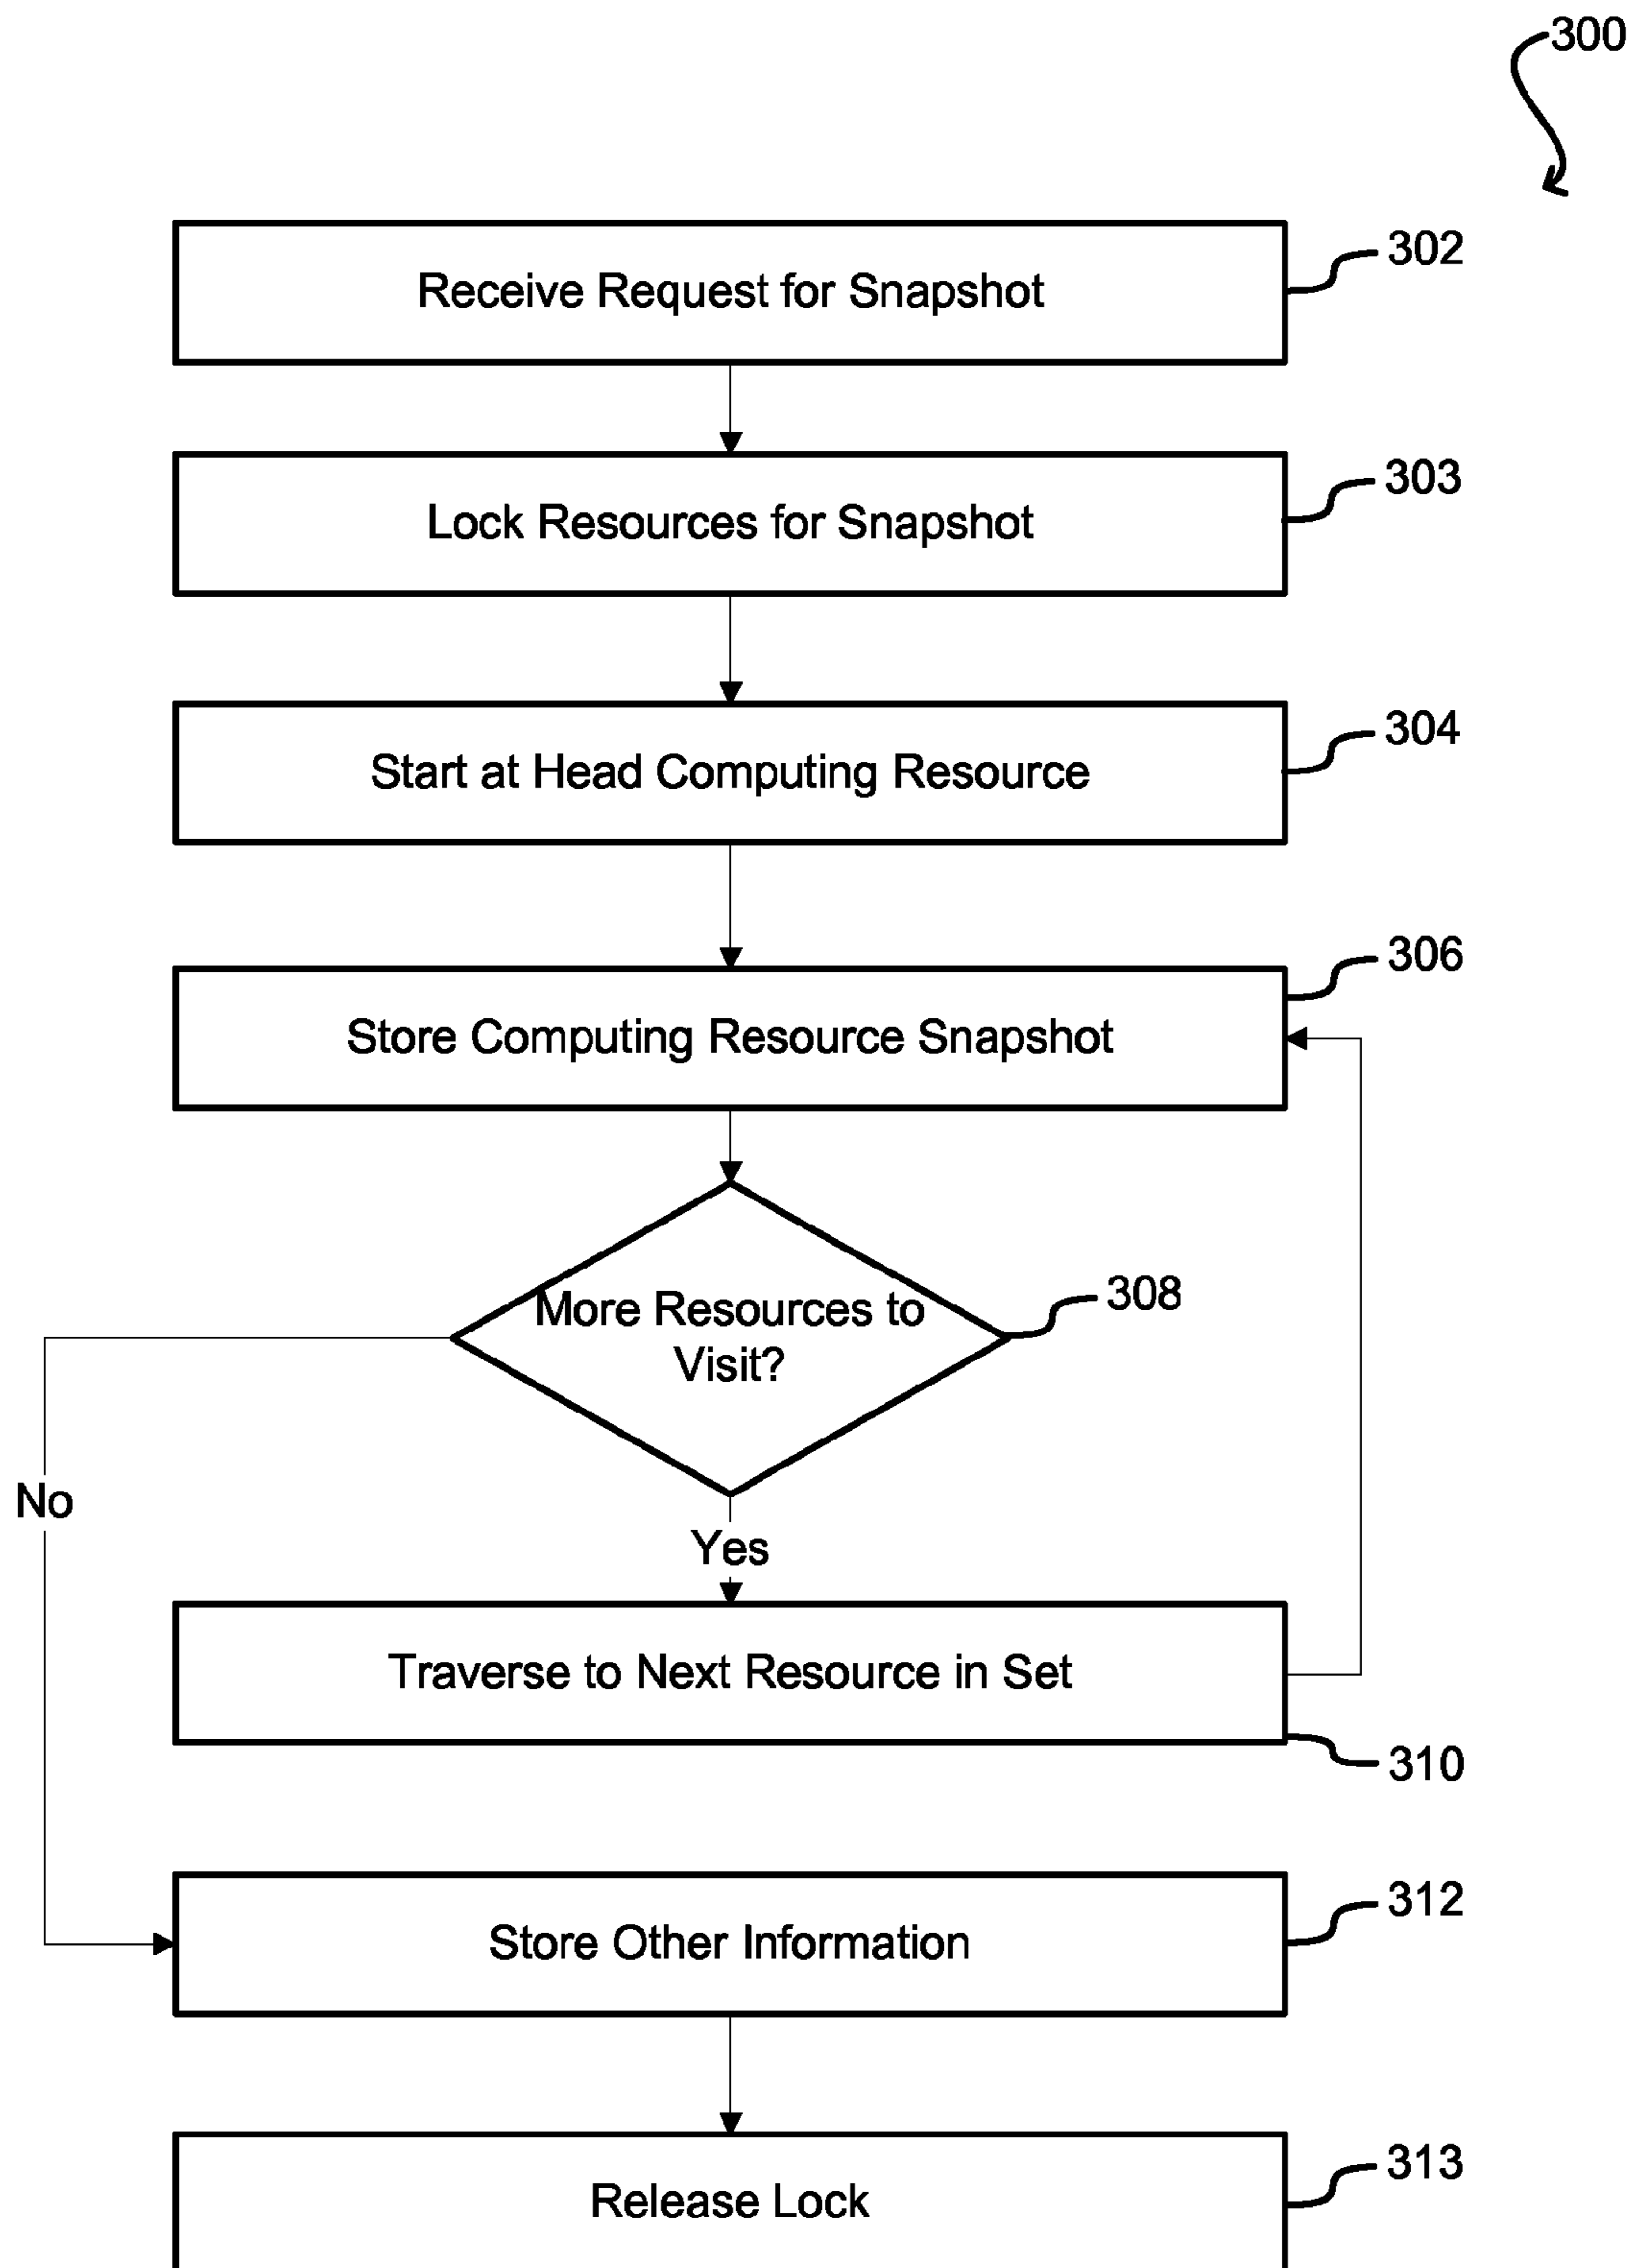 300
Receive Request for Snapshot
302
Lock Resources for Snapshot
303
Start at Head Computing Resource
304
Store Computing Resource Snapshot
306
More Resources to
Visit?
308
No
Yes
Traverse to Next Resource in Set
310
Store Other Information
312
Release Lock
313